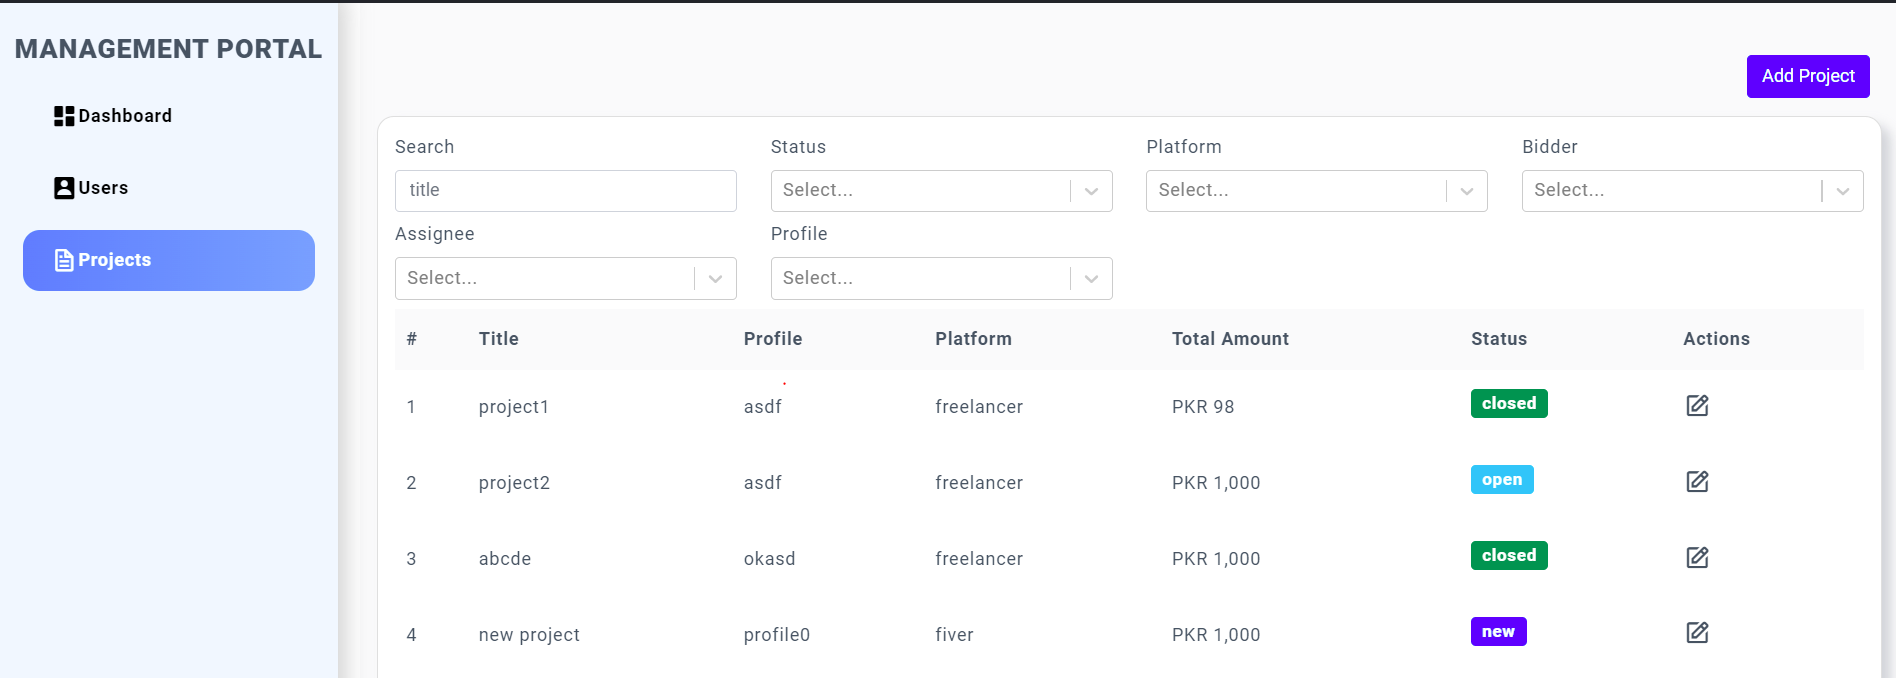 MANAGEMENT PORTAL
Dashboard
Users
Projects
Add Project
Search Status Platform Bidder
title Select... Select... Select...
Assignee Profile
Select... Select...
# Title Profile Platform Total Amount Status Actions
1 project1 asdf freelancer PKR 98 closed
2 project2 asdf freelancer PKR 1,000 open
3 abcde okasd freelancer PKR 1,000 closed
4 new project profile0 fiver PKR 1,000 new